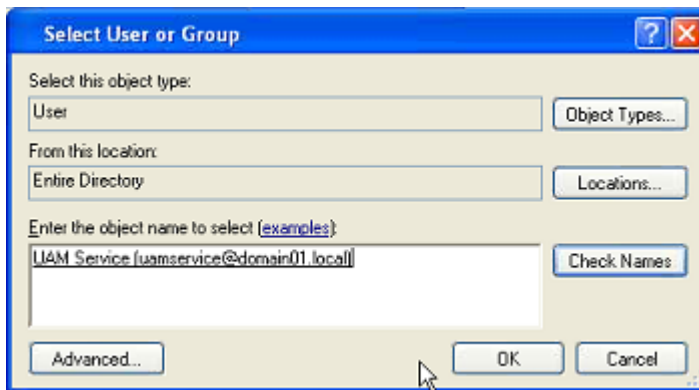 Select User or Group
Select this object type:
User
Object Types...
From this location:
Entire Directory
Locations...
Enter the object name to select (examples):
UAM Service (uamservice@domain01.local)
Check Names
Advanced...
OK
Cancel